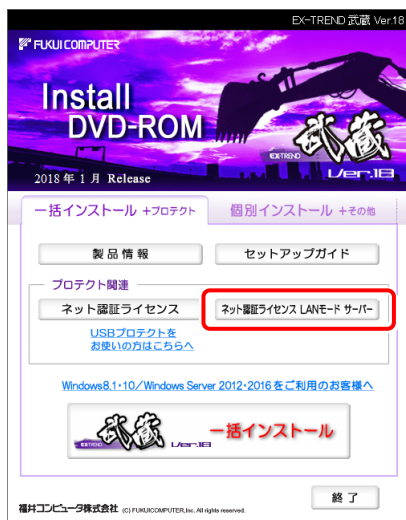 EX-TREND 武蔵 Ver.18
FUKUI COMPUTER
Install
DVD-ROM
EXTREND
武蔵
Ver.18
2018 年 1 月 Release
一括インストール +プロテクト
個別インストール +その他
製品情報
セットアップガイド
プロテクト関連
ネット認証ライセンス
ネット認証ライセンス LANモード サーバー
USBプロテクトを
お使いの方はこちらへ
Windows8.1・10/Windows Server 2012・2016 をご利用のお客様へ
EXTREND
武蔵
Ver.18
一括インストール
終了
福井コンピュータ株式会社 (C) FUKUICOMPUTER,Inc. All rights reserved.